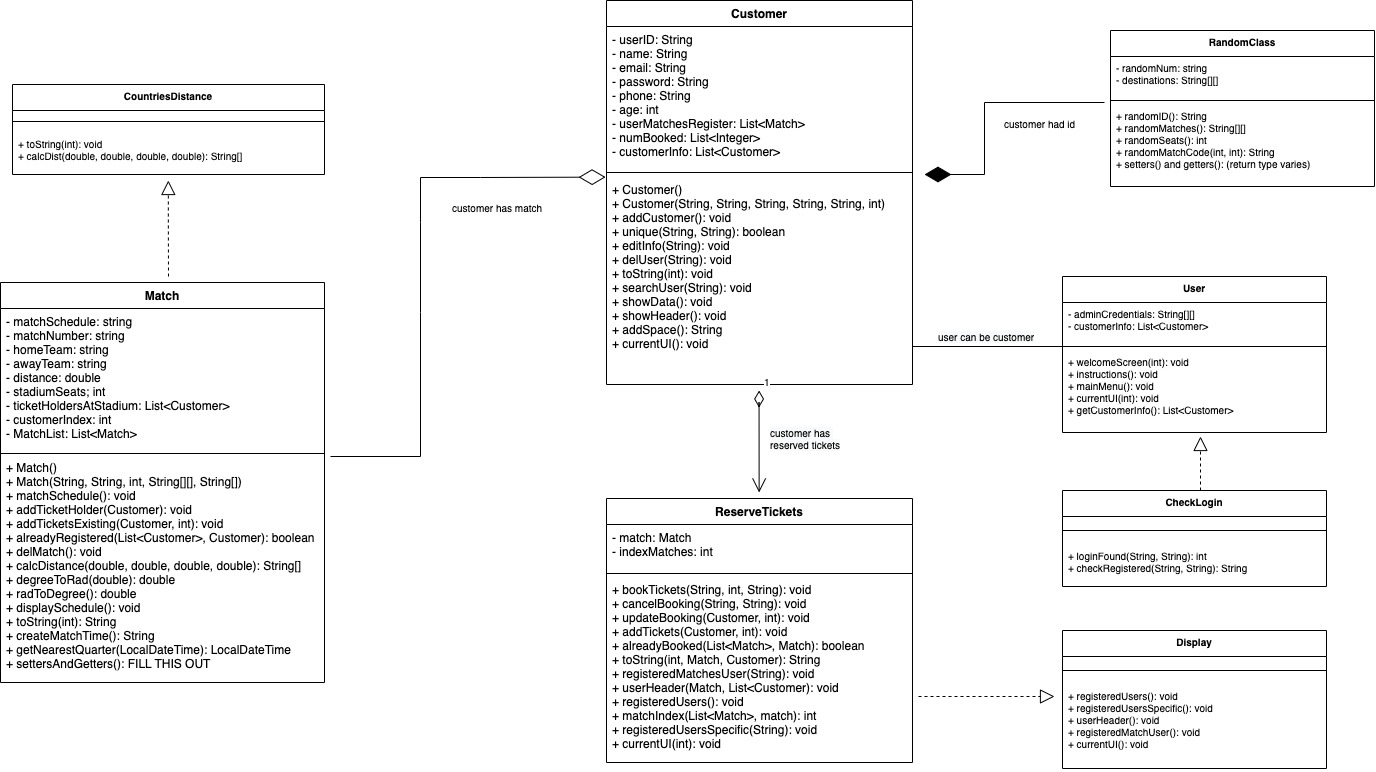 Customer
- userID: String
- name: String
- email: String
- password: String
- phone: String
- age: int
- userMatchesRegister: List<Match>
- numBooked: List<Integer>
- customerInfo: List<Customer>
+ Customer()
+ Customer(String, String, String, String, String, int)
+ addCustomer(): void
+ unique(String, String): boolean
+ editInfo(String): void
+ delUser(String): void
+ toString(int): void
+ searchUser(String): void
+ showData(): void
+ showHeader(): void
+ addSpace(): String
+ currentUI(): void
1
RandomClass
- randomNum: string
- destinations: String[][]
+ randomID(): String
+ randomMatches(): String[][]
+ randomSeats(): int
+ randomMatchCode(int, int): String
+ setters() and getters(): (return type varies)
customer had id
CountriesDistance
+ toString(int): void
+ calcDist(double, double, double, double): String[]
customer has match
Match
- matchSchedule: string
- matchNumber: string
- homeTeam: string
- awayTeam: string
- distance: double
- stadiumSeats; int
- ticketHoldersAtStadium: List<Customer>
- customerIndex: int
- MatchList: List<Match>
+ Match()
+ Match(String, String, int, String[][], String[])
+ matchSchedule(): void
+ addTicketHolder(Customer): void
+ addTicketsExisting(Customer, int): void
+ alreadyRegistered(List<Customer>, Customer): boolean
+ delMatch(): void
+ calcDistance(double, double, double, double): String[]
+ degreeToRad(double): double
+ radToDegree(): double
+ displaySchedule(): void
+ toString(int): String
+ createMatchTime(): String
+ getNearestQuarter(LocalDateTime): LocalDateTime
+ settersAndGetters(): FILL THIS OUT
User
- adminCredentials: String[][]
- customerInfo: List<Customer>
+ welcomeScreen(int): void
+ instructions(): void
+ mainMenu(): void
+ currentUI(int): void
+ getCustomerInfo(): List<Customer>
user can be customer
customer has
reserved tickets
ReserveTickets
- match: Match
- indexMatches: int
+ bookTickets(String, int, String): void
+ cancelBooking(String, String): void
+ updateBooking(Customer, int): void
+ addTickets(Customer, int): void
+ alreadyBooked(List<Match>, Match): boolean
+ toString(int, Match, Customer): String
+ registeredMatchesUser(String): void
+ userHeader(Match, List<Customer): void
+ registeredUsers(): void
+ matchIndex(List<Match>, match): int
+ registeredUsersSpecific(String): void
+ currentUI(int): void
CheckLogin
+ loginFound(String, String): int
+ checkRegistered(String, String): String
Display
+ registeredUsers(): void
+ registeredUsersSpecific(): void
+ userHeader(): void
+ registeredMatchUser(): void
+ currentUI(): void